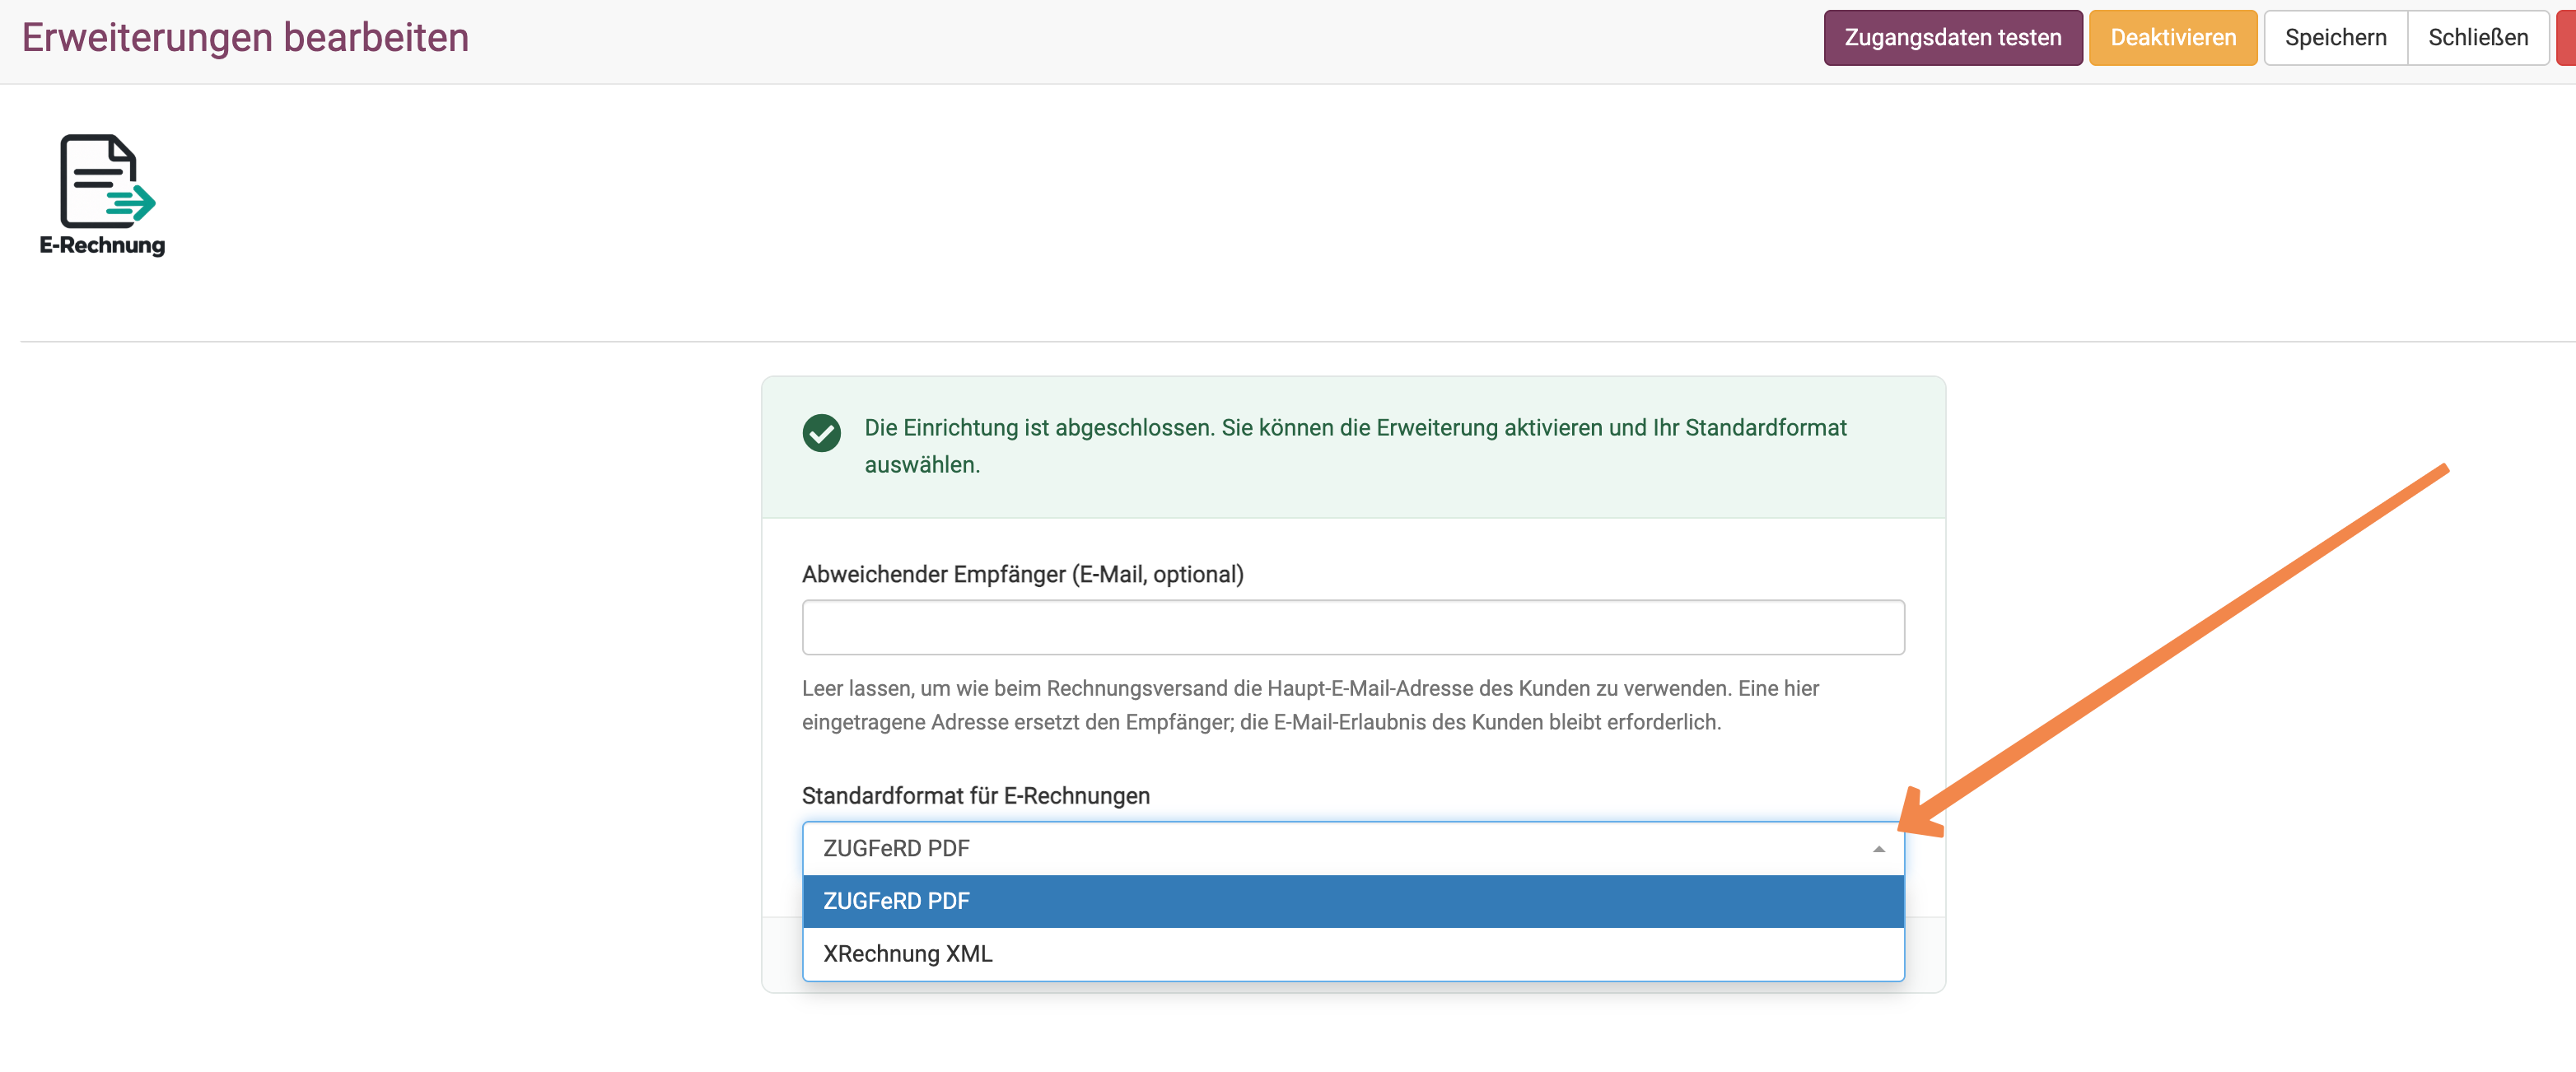 Erweiterungen bearbeiten
Zugangsdaten testen
Deaktivieren
Speichern
Schließen
E-Rechnung
Die Einrichtung ist abgeschlossen. Sie können die Erweiterung aktivieren und Ihr Standardformat
auswählen.
Abweichender Empfänger (E-Mail, optional)
Leer lassen, um wie beim Rechnungsversand die Haupt-E-Mail-Adresse des Kunden zu verwenden. Eine hier
eingetragene Adresse ersetzt den Empfänger; die E-Mail-Erlaubnis des Kunden bleibt erforderlich.
Standardformat für E-Rechnungen
ZUGFeRD PDF
ZUGFeRD PDF
XRechnung XML